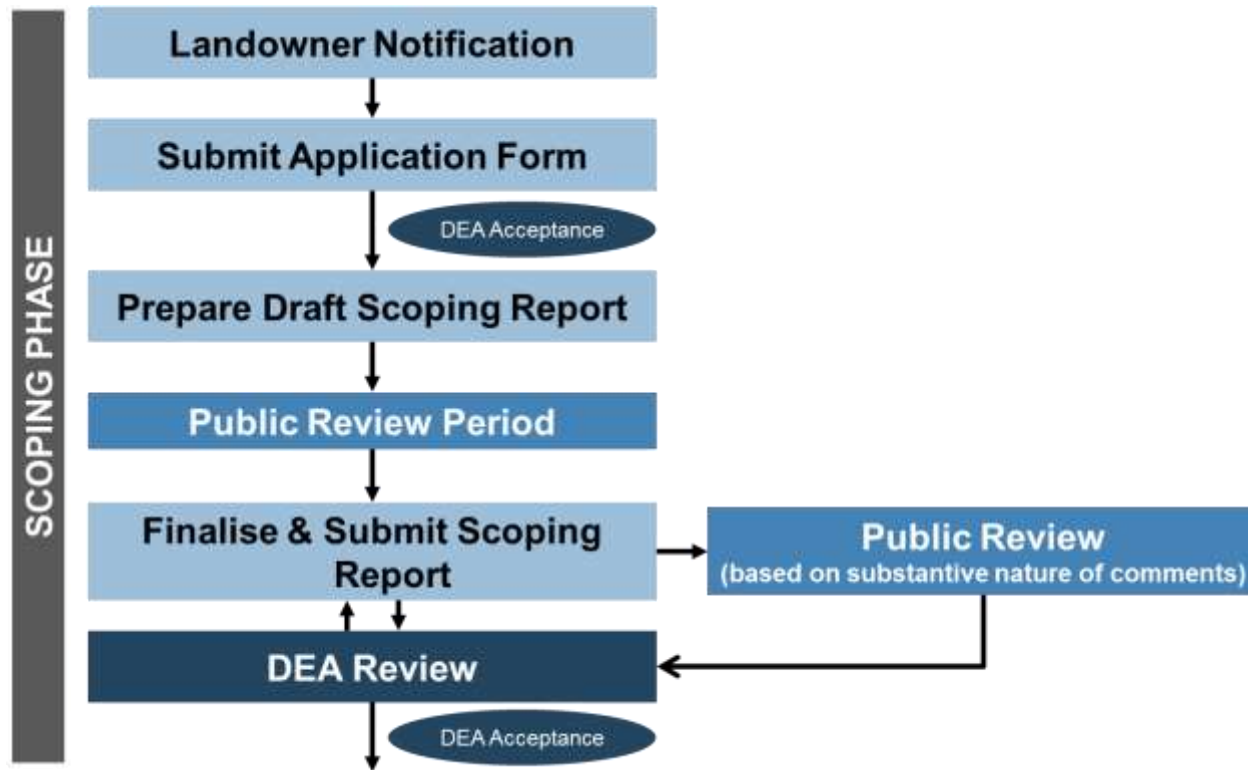 SCOPING PHASE
Landowner Notification
Submit Application Form
DEA Acceptance
Prepare Draft Scoping Report
Public Review Period
Finalise & Submit Scoping
Report
Public Review
(based on substantive nature of comments)
DEA Review
DEA Acceptance